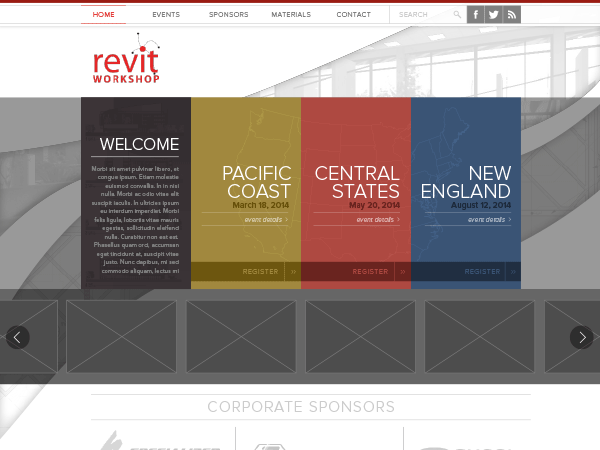 HOME EVENTS SPONSORS MATERIALS CONTACT SEARCH
revit
WORKSHOP
WELCOME
Morbi sit amet pulvinar libero, et
congue ipsum. Etiam molestie
euismod convallis. In in nisi
nulla. Morbi ac odio vitae elit
suscipit iaculis. In ultricies ipsum
eu interdum imperdiet. Morbi
felis ligula, lobortis vitae mauris
egestas, sollicitudin eleifend
nulla. Curabitur non est est.
Phasellus quam orci, accumsan
eget tincidunt at, suscipit vitae
justo. Nunc dapibus, mi sed
commodo aliquam, lectus mi
PACIFIC
COAST
March 18, 2014
event details >
REGISTER »
CENTRAL
STATES
May 20, 2014
event details >
REGISTER »
NEW
ENGLAND
August 12, 2014
event details >
REGISTER »
CORPORATE SPONSORS